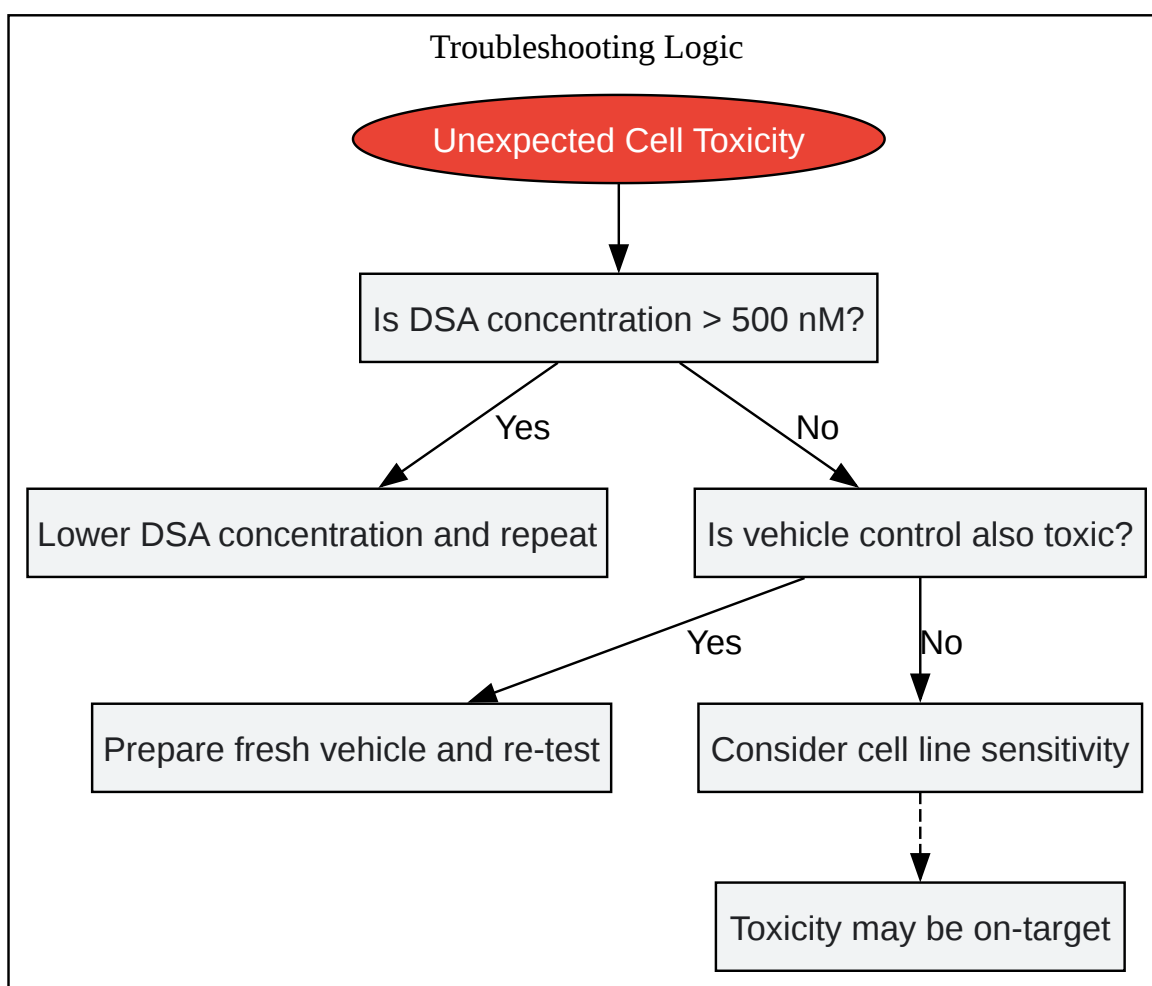 Troubleshooting Logic
Unexpected Cell Toxicity
Is DSA concentration > 500 nM?
Yes
No
Lower DSA concentration and repeat
Is vehicle control also toxic?
Yes
No
Prepare fresh vehicle and re-test
Consider cell line sensitivity
Toxicity may be on-target